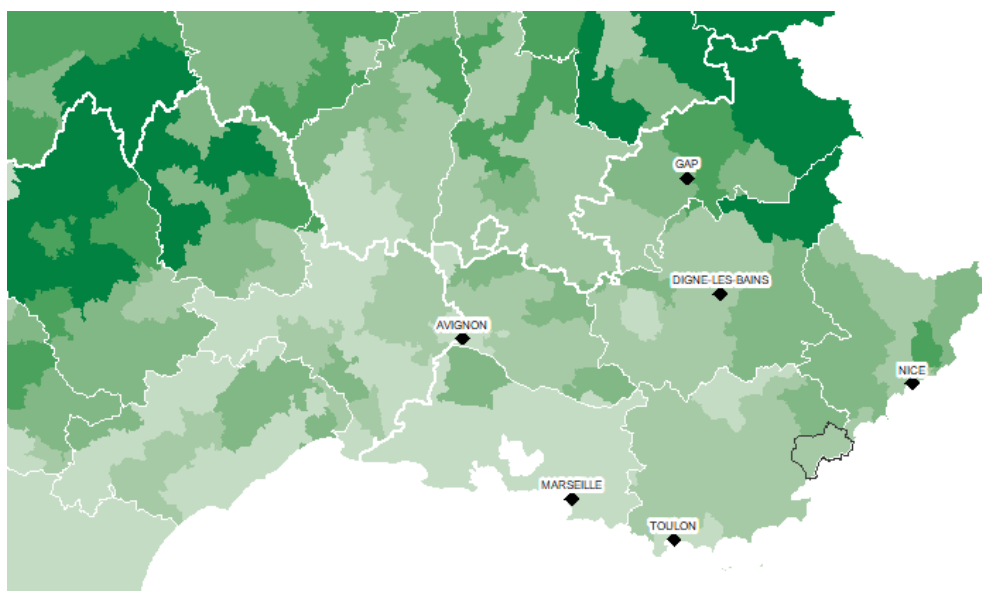 GAP
DIGNE-LES-BAINS
AVIGNON
NICE
MARSEILLE
TOULON